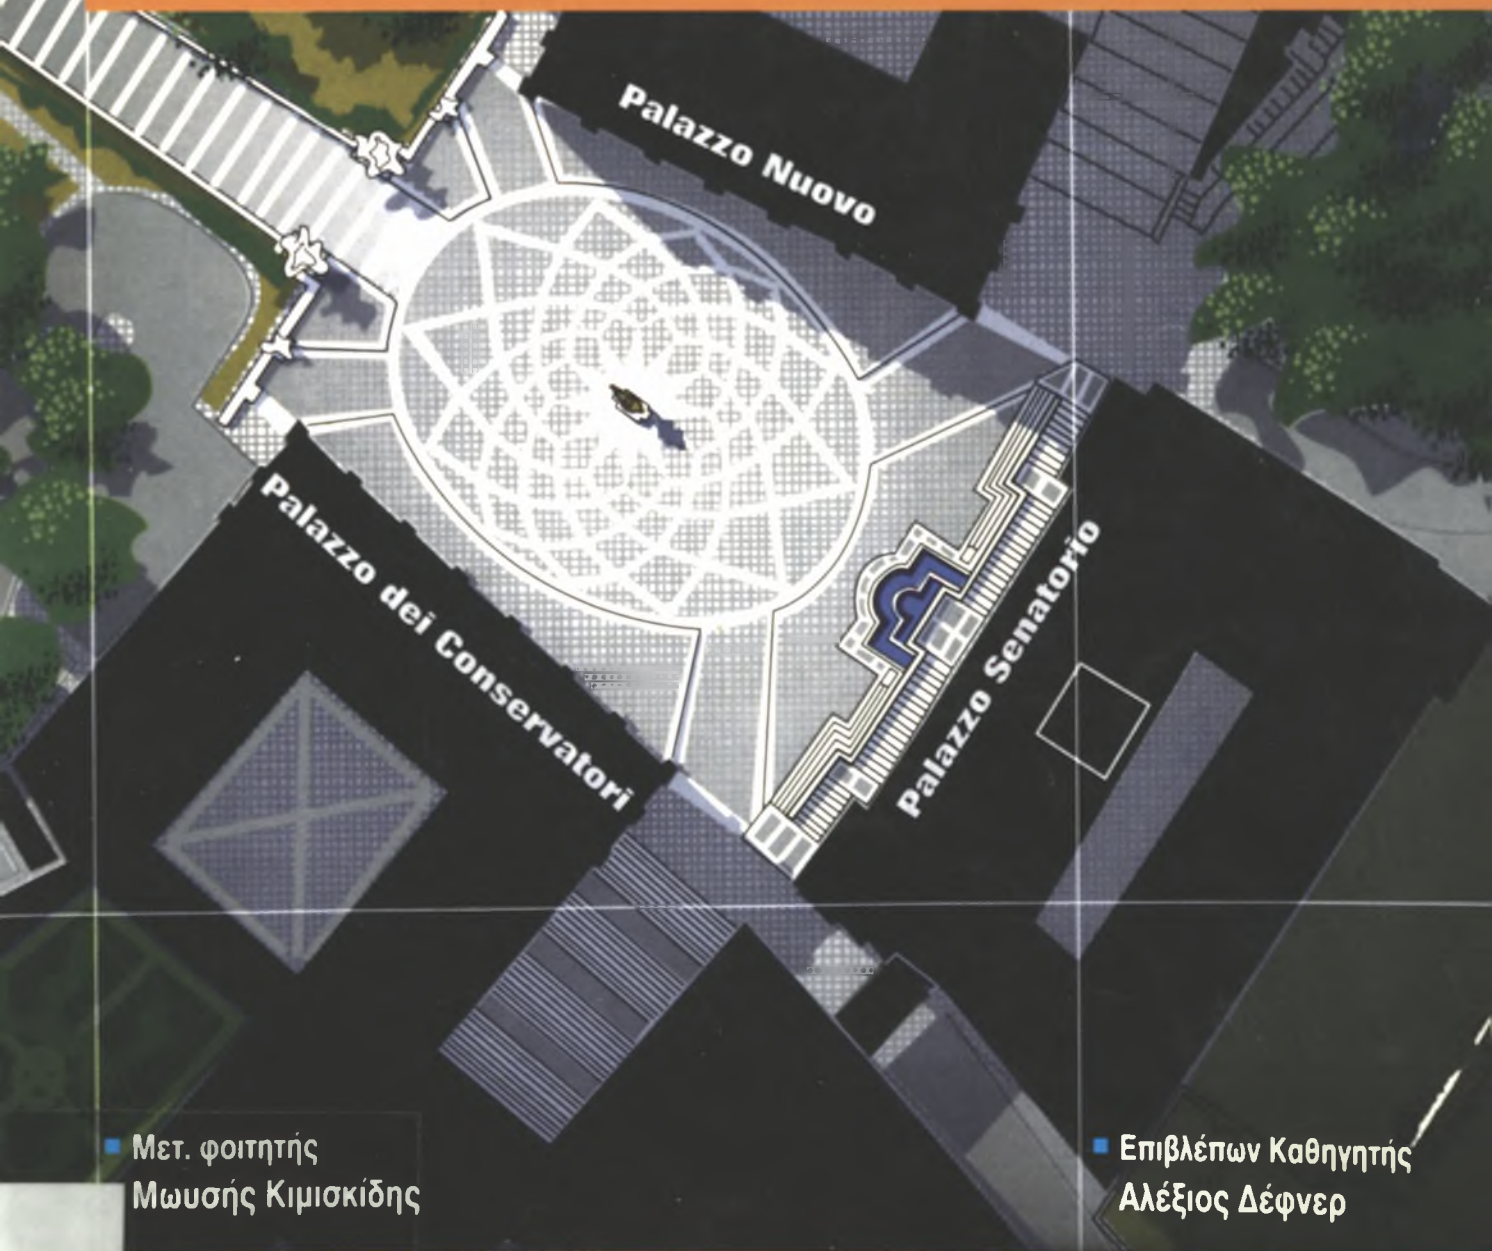 Palazzo Nuovo
Palazzo dei Conservatori
Palazzo Senatorio
Μετ. φοιτητής
Μωυσής Κιμισκίδης
Επιβλέπων Καθηγητής
Αλέξιος Δέφνερ